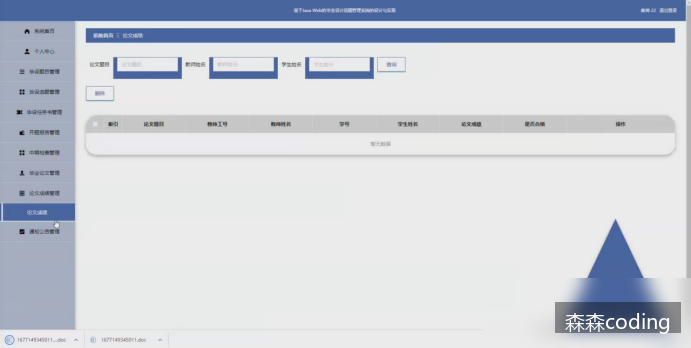 基于Java Web的毕业设计选题管理系统的设计与实现
教师 22 退出登录
系统首页
个人中心
毕设题目管理
毕设选题管理
毕设任务书管理
开题报告管理
中期检查管理
毕业论文管理
论文成绩管理
论文成绩
通知公告管理
系统首页 论文成绩
论文题目 论文题目 教师姓名 教师姓名 学生姓名 学生姓名 查询
删除
索引 论文题目 教师工号 教师姓名 学号 学生姓名 论文成绩 是否合格 操作
暂无数据
森森coding
1677149345011....doc
1677149345011.doc